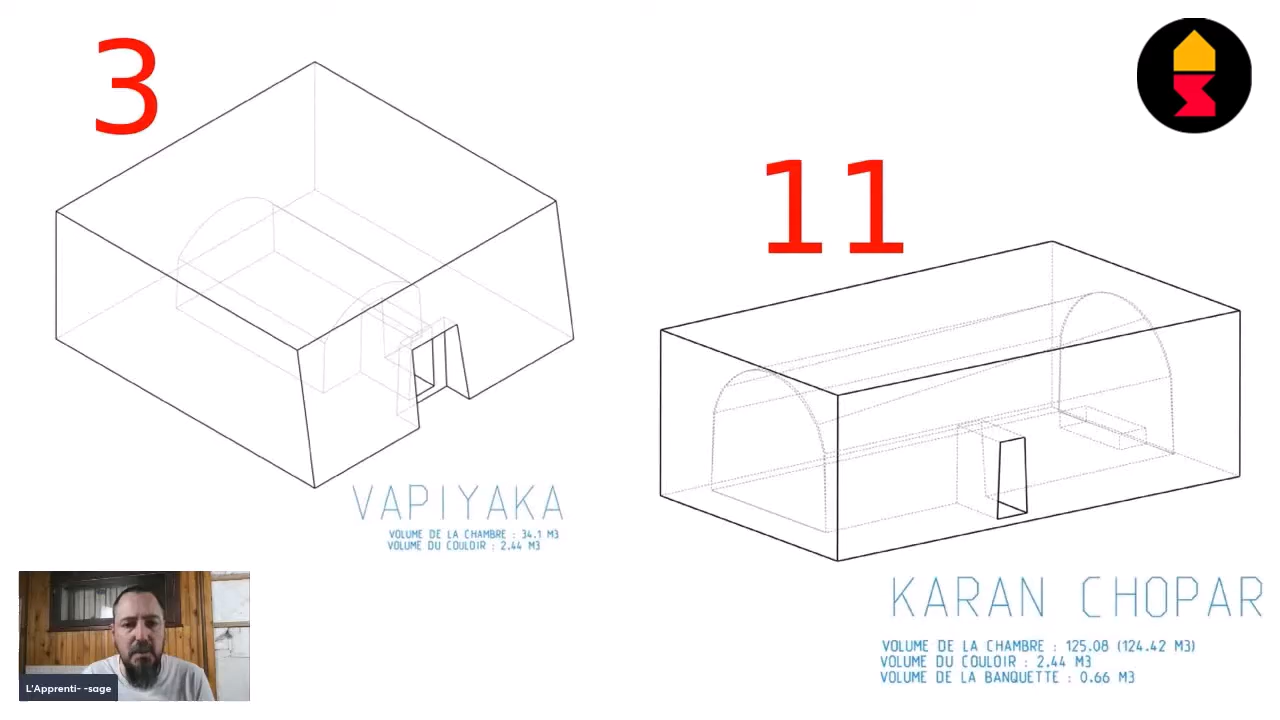 3
VAPIYAKA
VOLUME DE LA CHAMBRE : 34.1 M3
VOLUME DU COULOIR : 2.44 M3
11
KARAN CHOPAR
VOLUME DE LA CHAMBRE : 125.08 (124.42 M3)
VOLUME DU COULOIR : 2.44 M3
VOLUME DE LA BANQUETTE : 0.66 M3
L'Apprenti- -sage